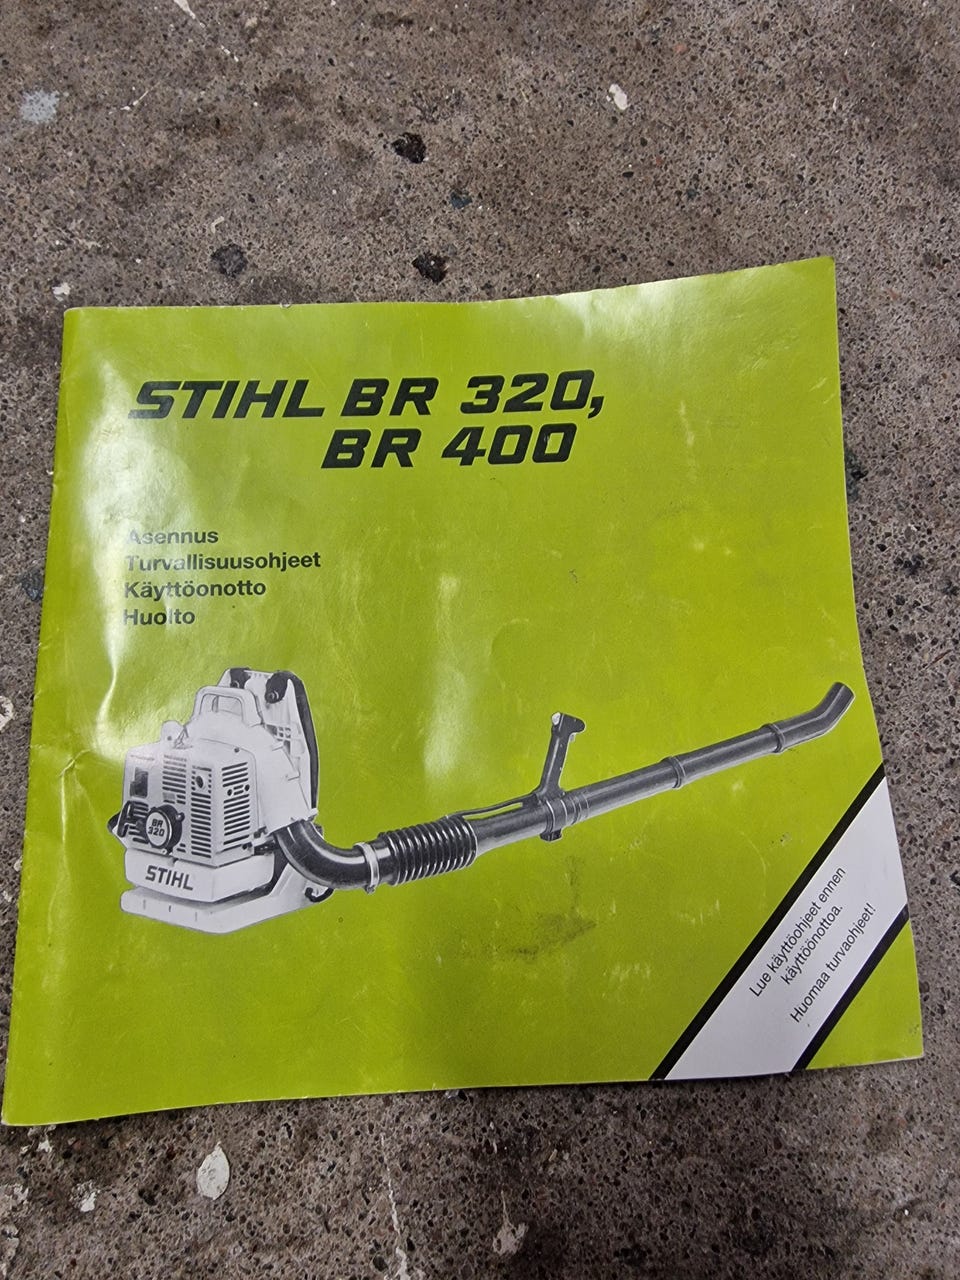 STIHL BR 320,
BR 400
Asennus
Turvallisuusohjeet
Käyttöönotto
Huolto
BR
320
STIHL
Lue käyttöohjeet ennen
käyttöönottoa.
Huomaa turvaohjeet!